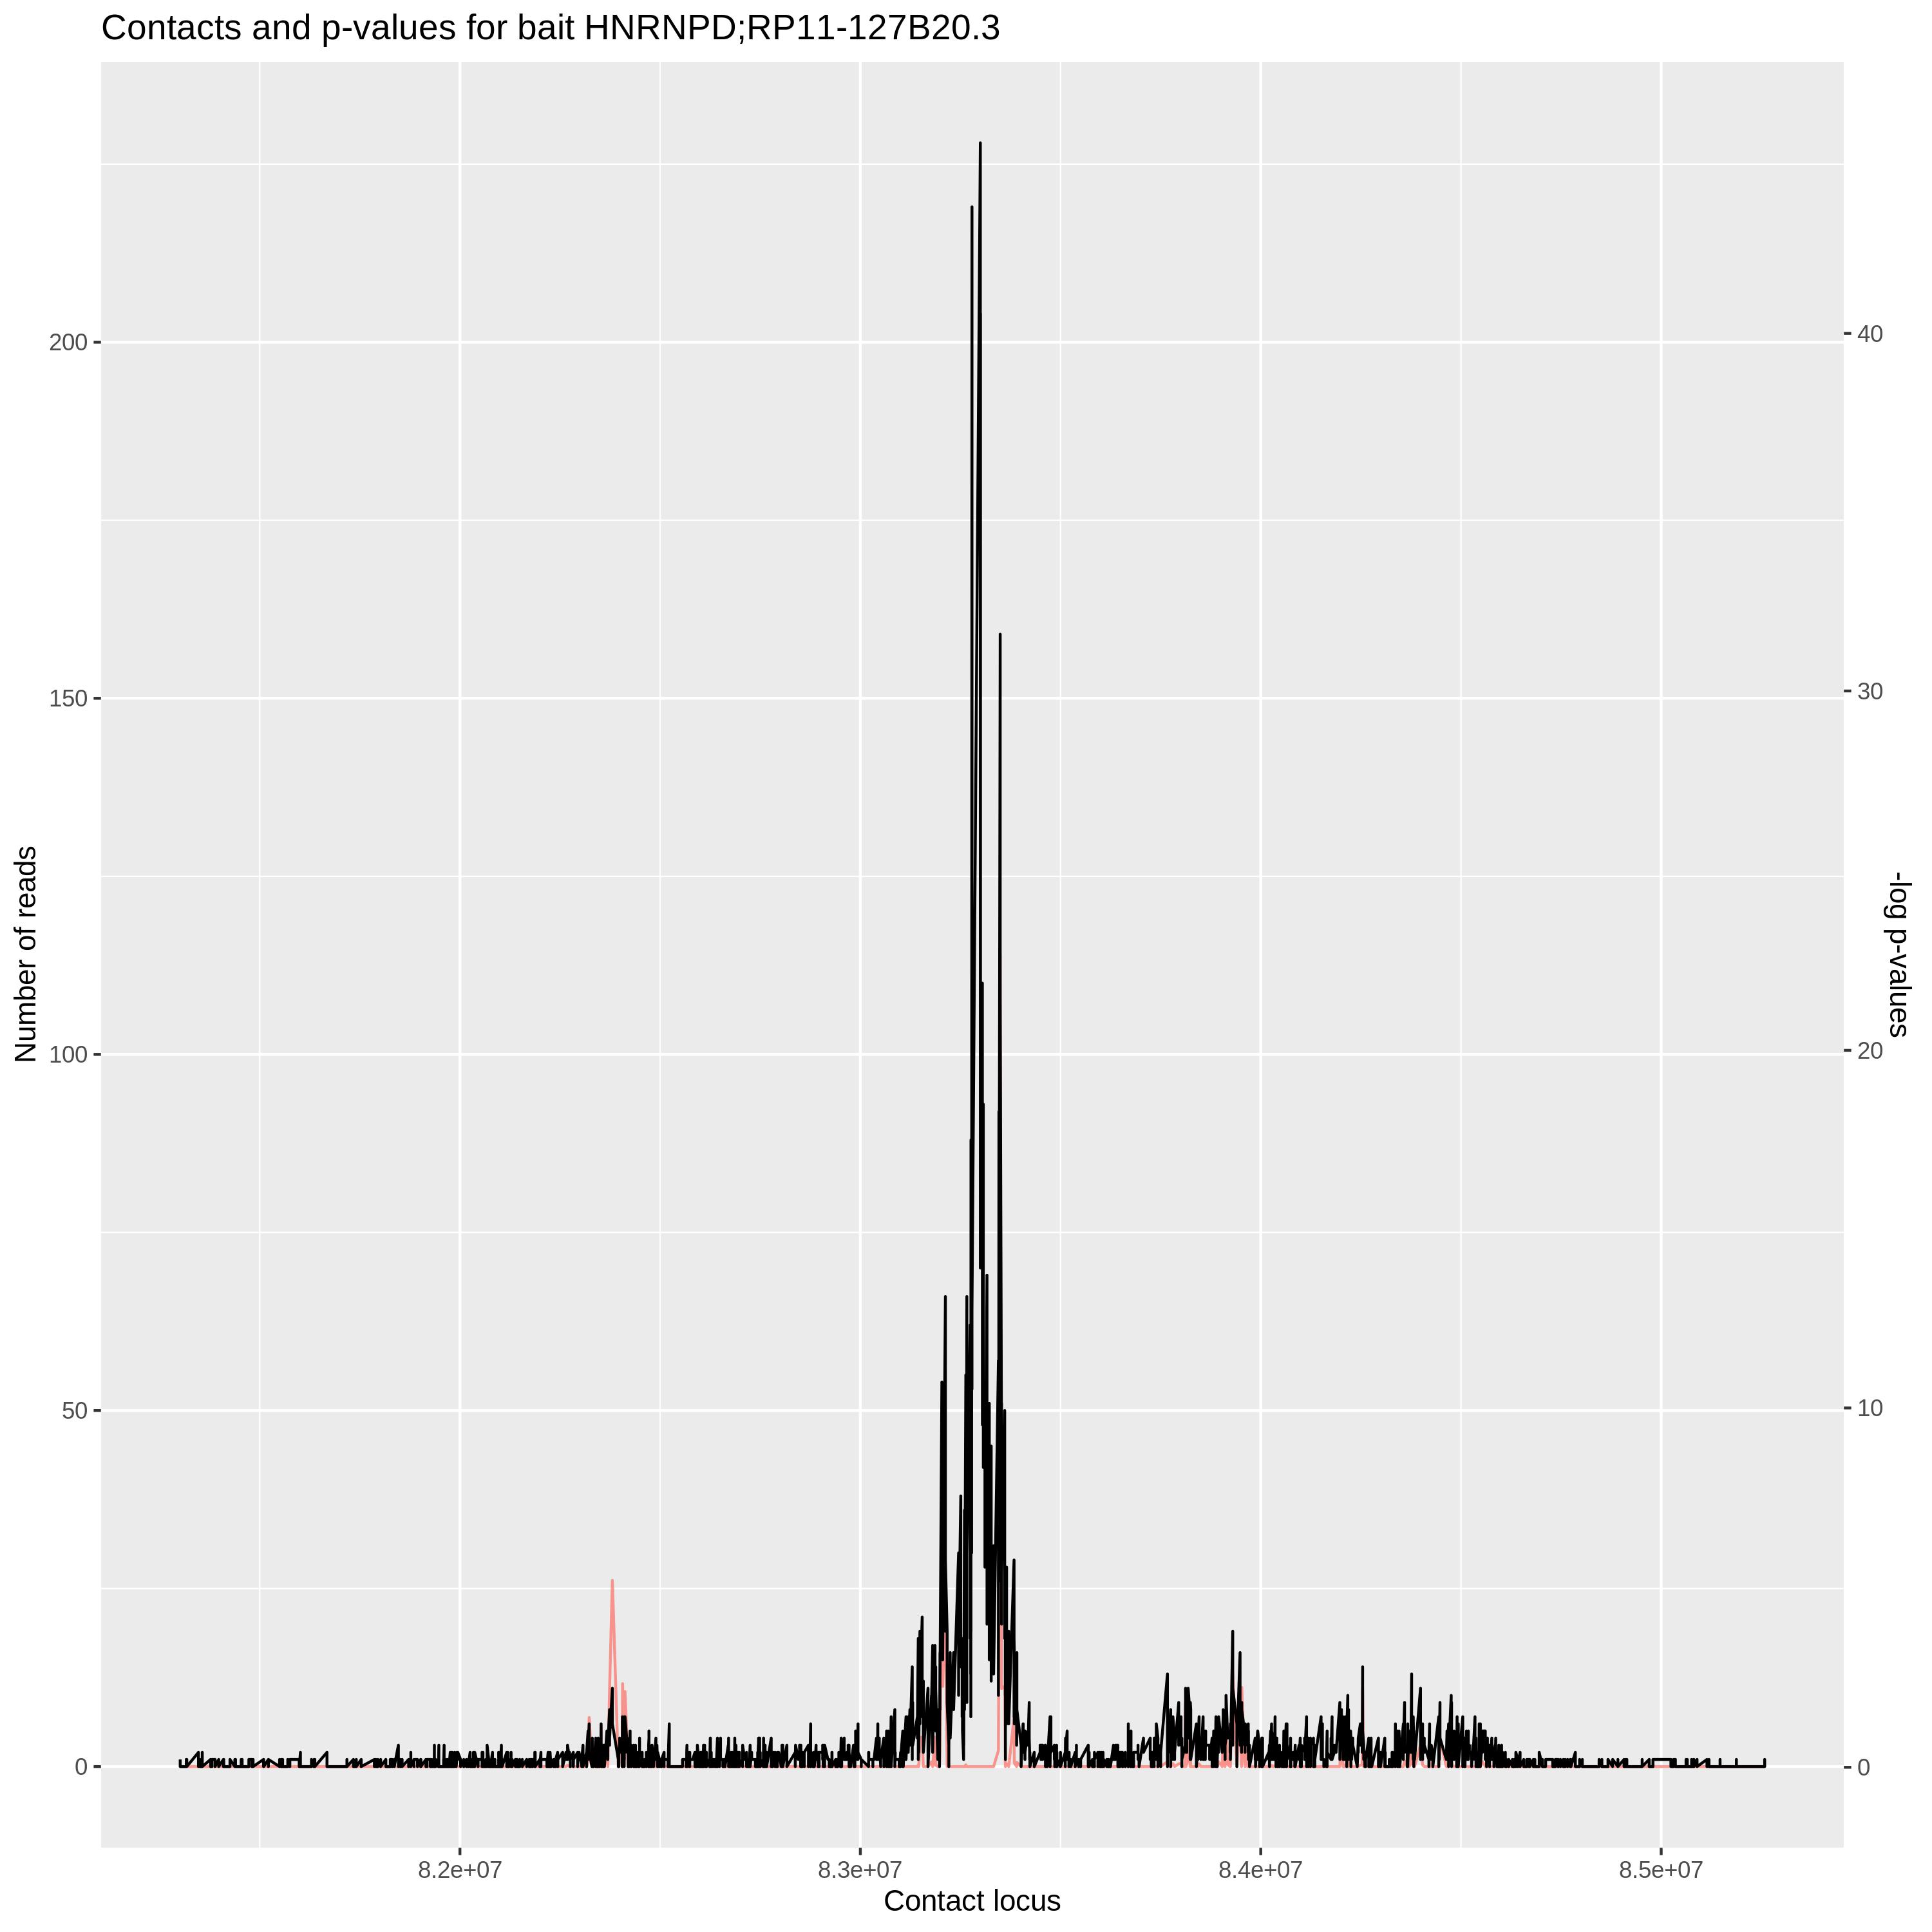 Contacts and p-values for bait HNRNPD;RP11-127B20.3
200
150
100
50
0
Number of reads
40
30
20
10
0
-log p-values
8.2e+07 8.3e+07 8.4e+07 8.5e+07
Contact locus